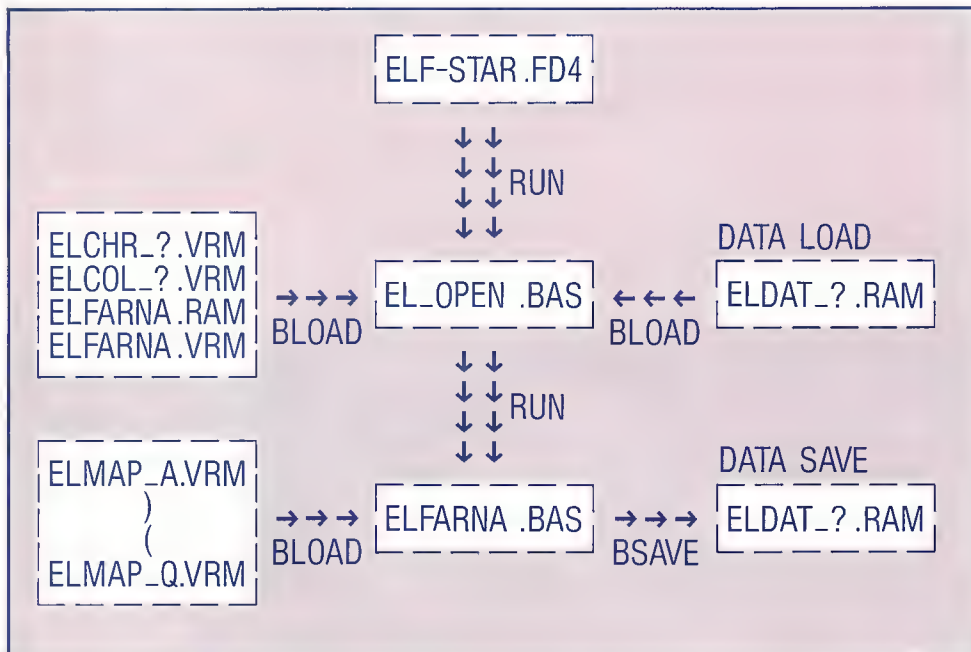 ELF-STAR.FD4
↓ ↓
↓ ↓
↓ ↓ RUN
↓ ↓
ELCHR_?.VRM
ELCOL_?.VRM
ELFARNA.RAM
ELFARNA.VRM
→→→
BLOAD
EL_OPEN .BAS
←←←
BLOAD
DATA LOAD
ELDAT_?.RAM
↓ ↓
↓ ↓
↓ ↓ RUN
↓ ↓
ELMAP_A.VRM
)
(
ELMAP_Q.VRM
→→→
BLOAD
ELFARNA .BAS
→→→
BSAVE
DATA SAVE
ELDAT_?.RAM